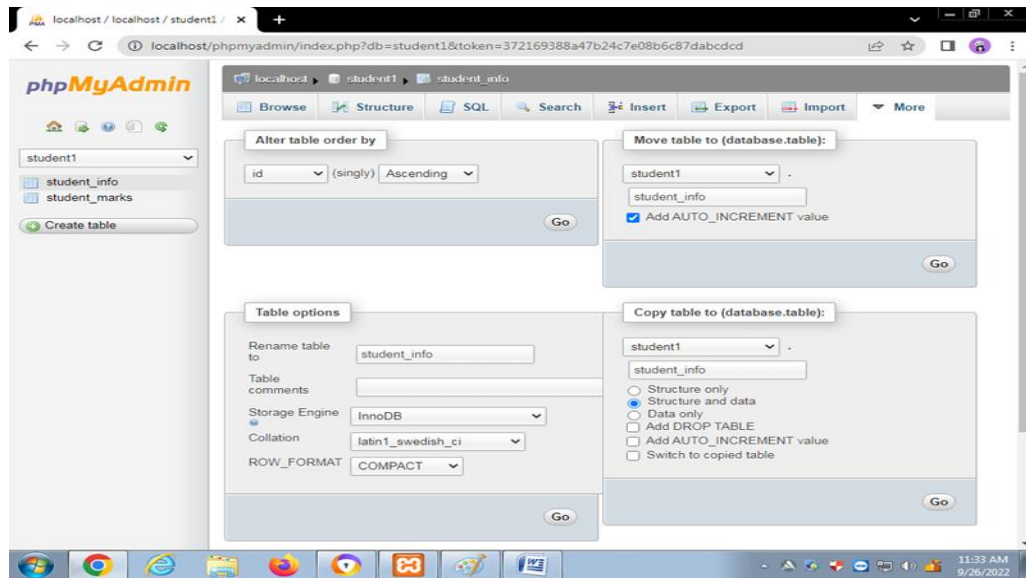 localhost / localhost / student1 /
localhost/phpmyadmin/index.php?db=student1&token=372169388a47b24c7e08b6c87dabcdcd
phpMyAdmin
student1
student_info
student_marks
Create table
localhost student1 student_info
Browse Structure SQL Search Insert Export Import More
Alter table order by
id (singly) Ascending
Go
Move table to (database.table):
student1 .
student_info
Add AUTO_INCREMENT value
Go
Table options
Rename table
to
student_info
Table
comments
Storage Engine InnoDB
Collation latin1_swedish_ci
ROW_FORMAT COMPACT
Go
Copy table to (database.table):
student1 .
student_info
Structure only
Structure and data
Data only
Add DROP TABLE
Add AUTO_INCREMENT value
Switch to copied table
Go
11:33 AM
9/26/2022